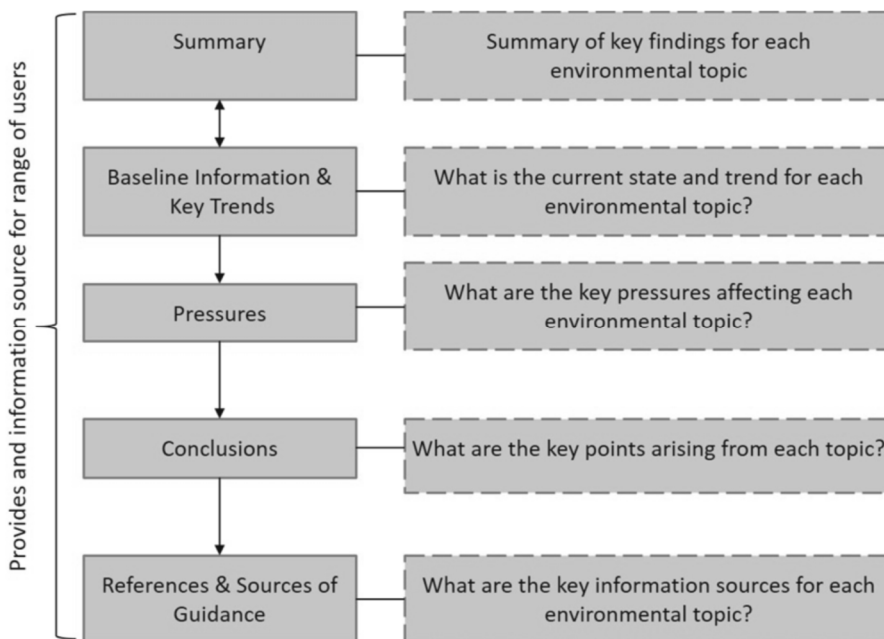 Provides and information source for range of users
Summary
Summary of key findings for each
environmental topic
Baseline Information &
Key Trends
What is the current state and trend for each
environmental topic?
Pressures
What are the key pressures affecting each
environmental topic?
Conclusions
What are the key points arising from each topic?
References & Sources of
Guidance
What are the key information sources for each
environmental topic?